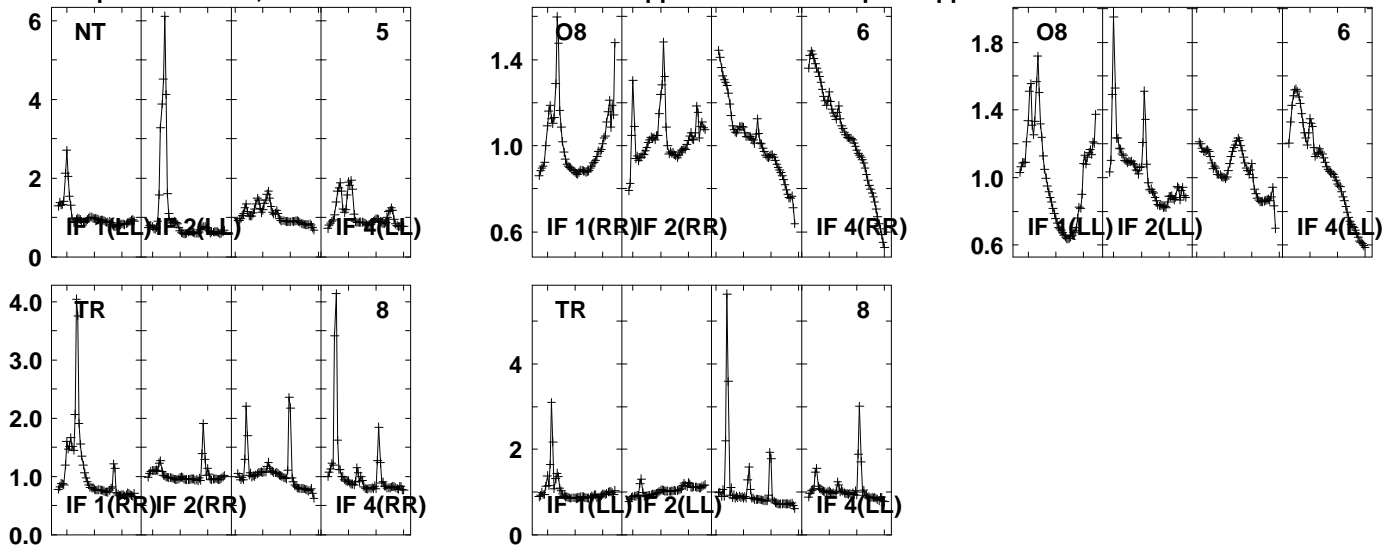 6
NT
5
4
2
0
IF 1(LL) IF 2(LL)
IF 4(LL)
O8
6
1.4
1.0
0.6
IF 1(RR) IF 2(RR)
IF 4(RR)
O8
6
1.8
1.4
1.0
0.6
IF 1(LL) IF 2(LL)
IF 4(LL)
TR
8
4.0
3.0
2.0
1.0
0.0
IF 1(RR) IF 2(RR)
IF 4(RR)
TR
8
4
2
0
IF 1(LL) IF 2(LL)
IF 4(LL)